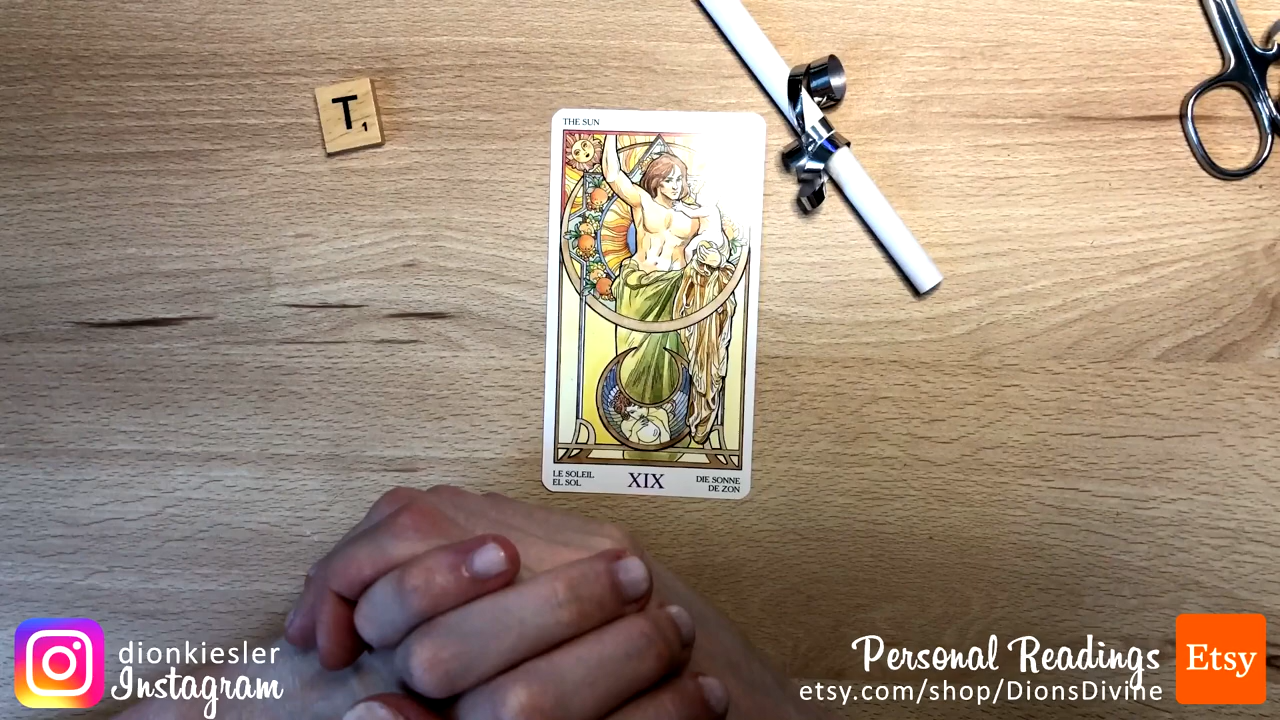 T
1
THE SUN
LE SOLEIL
EL SOL
XIX
DIE SONNE
DE ZON
dionkiesler
Instagram
Personal Readings
etsy.com/shop/DionsDivine
Etsy